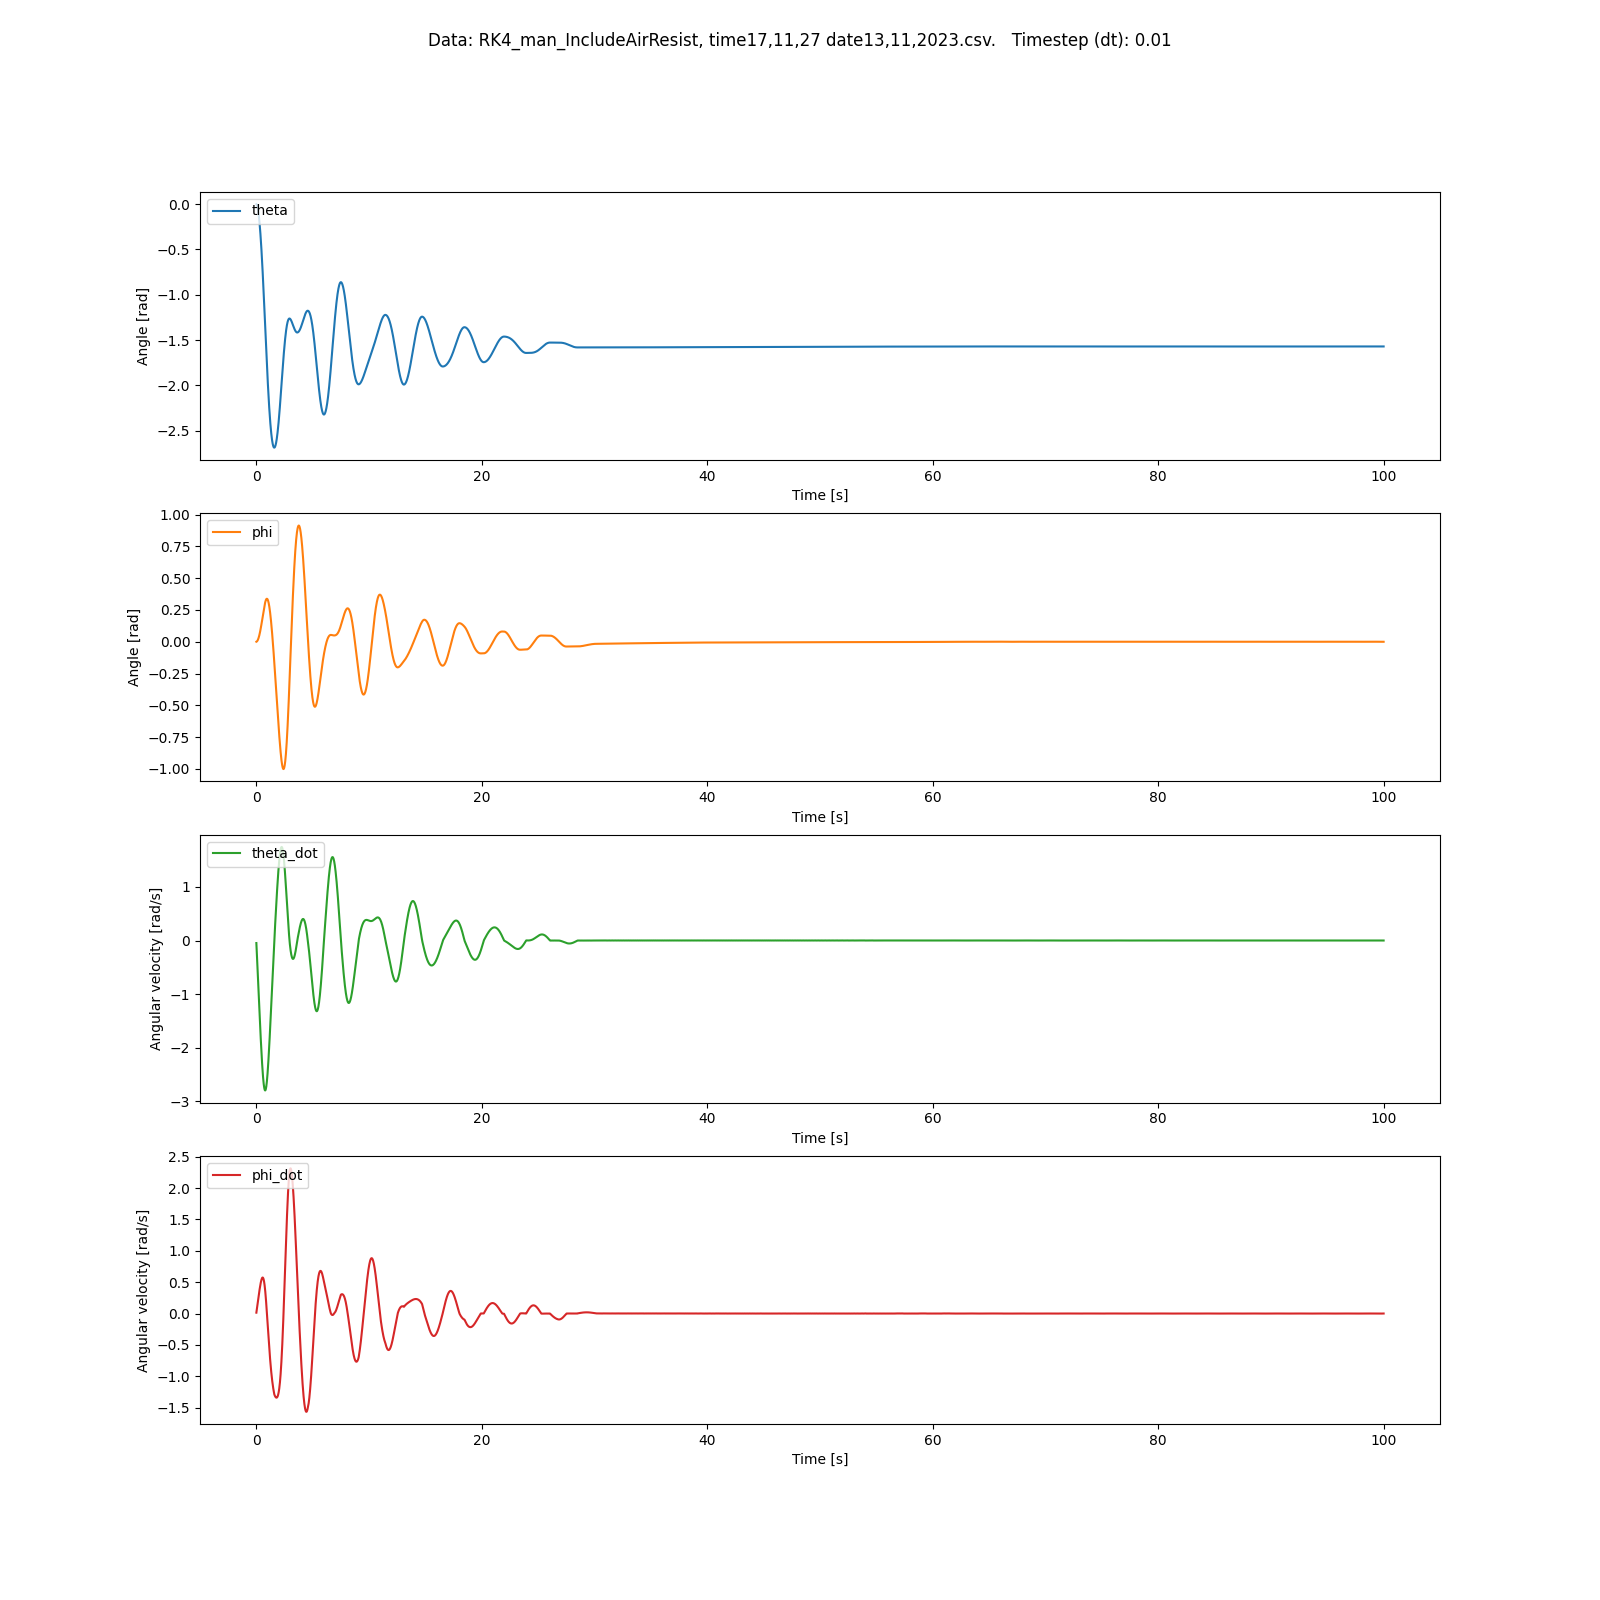 Data: RK4_man_IncludeAirResist, time17,11,27 date13,11,2023.csv.   Timestep (dt): 0.01
theta
Angle [rad]
0.0
−0.5
−1.0
−1.5
−2.0
−2.5
0 20 40 60 80 100
Time [s]
phi
Angle [rad]
1.00
0.75
0.50
0.25
0.00
−0.25
−0.50
−0.75
−1.00
0 20 40 60 80 100
Time [s]
theta_dot
Angular velocity [rad/s]
1
0
−1
−2
−3
0 20 40 60 80 100
Time [s]
phi_dot
Angular velocity [rad/s]
2.5
2.0
1.5
1.0
0.5
0.0
−0.5
−1.0
−1.5
0 20 40 60 80 100
Time [s]